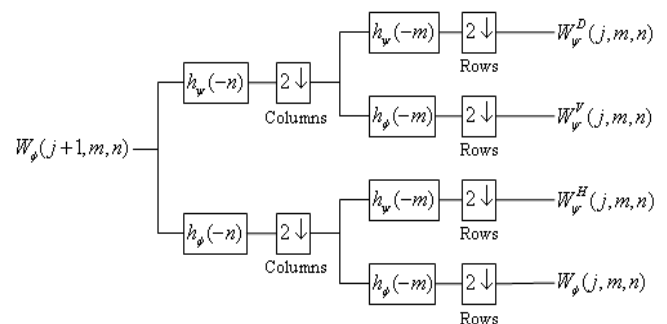 h_ψ(−m) 2↓ W_ψ^D(j,m,n)
Rows
h_ψ(−n) 2↓
Columns
h_ϕ(−m) 2↓ W_ψ^V(j,m,n)
Rows
W_ϕ(j+1,m,n)
h_ψ(−m) 2↓ W_ψ^H(j,m,n)
Rows
h_ϕ(−n) 2↓
Columns
h_ϕ(−m) 2↓ W_ϕ(j,m,n)
Rows